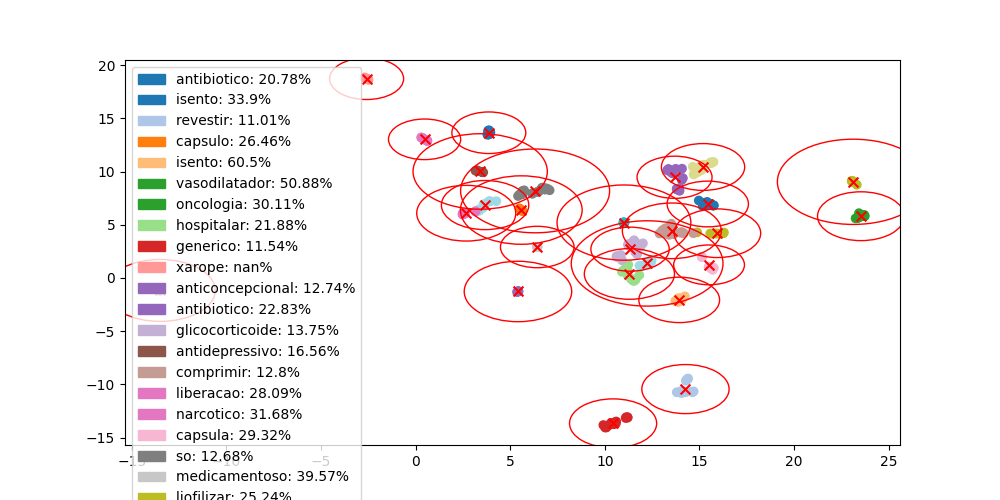 20
15
10
5
0
−5
−10
−15
antibiotico: 20.78%
isento: 33.9%
revestir: 11.01%
capsulo: 26.46%
isento: 60.5%
vasodilatador: 50.88%
oncologia: 30.11%
hospitalar: 21.88%
generico: 11.54%
xarope: nan%
anticoncepcional: 12.74%
antibiotico: 22.83%
glicocorticoide: 13.75%
antidepressivo: 16.56%
comprimir: 12.8%
liberacao: 28.09%
narcotico: 31.68%
capsula: 29.32%
so: 12.68%
medicamentoso: 39.57%
liofilizar: 25.24%
−15 −10 −5 0 5 10 15 20 25